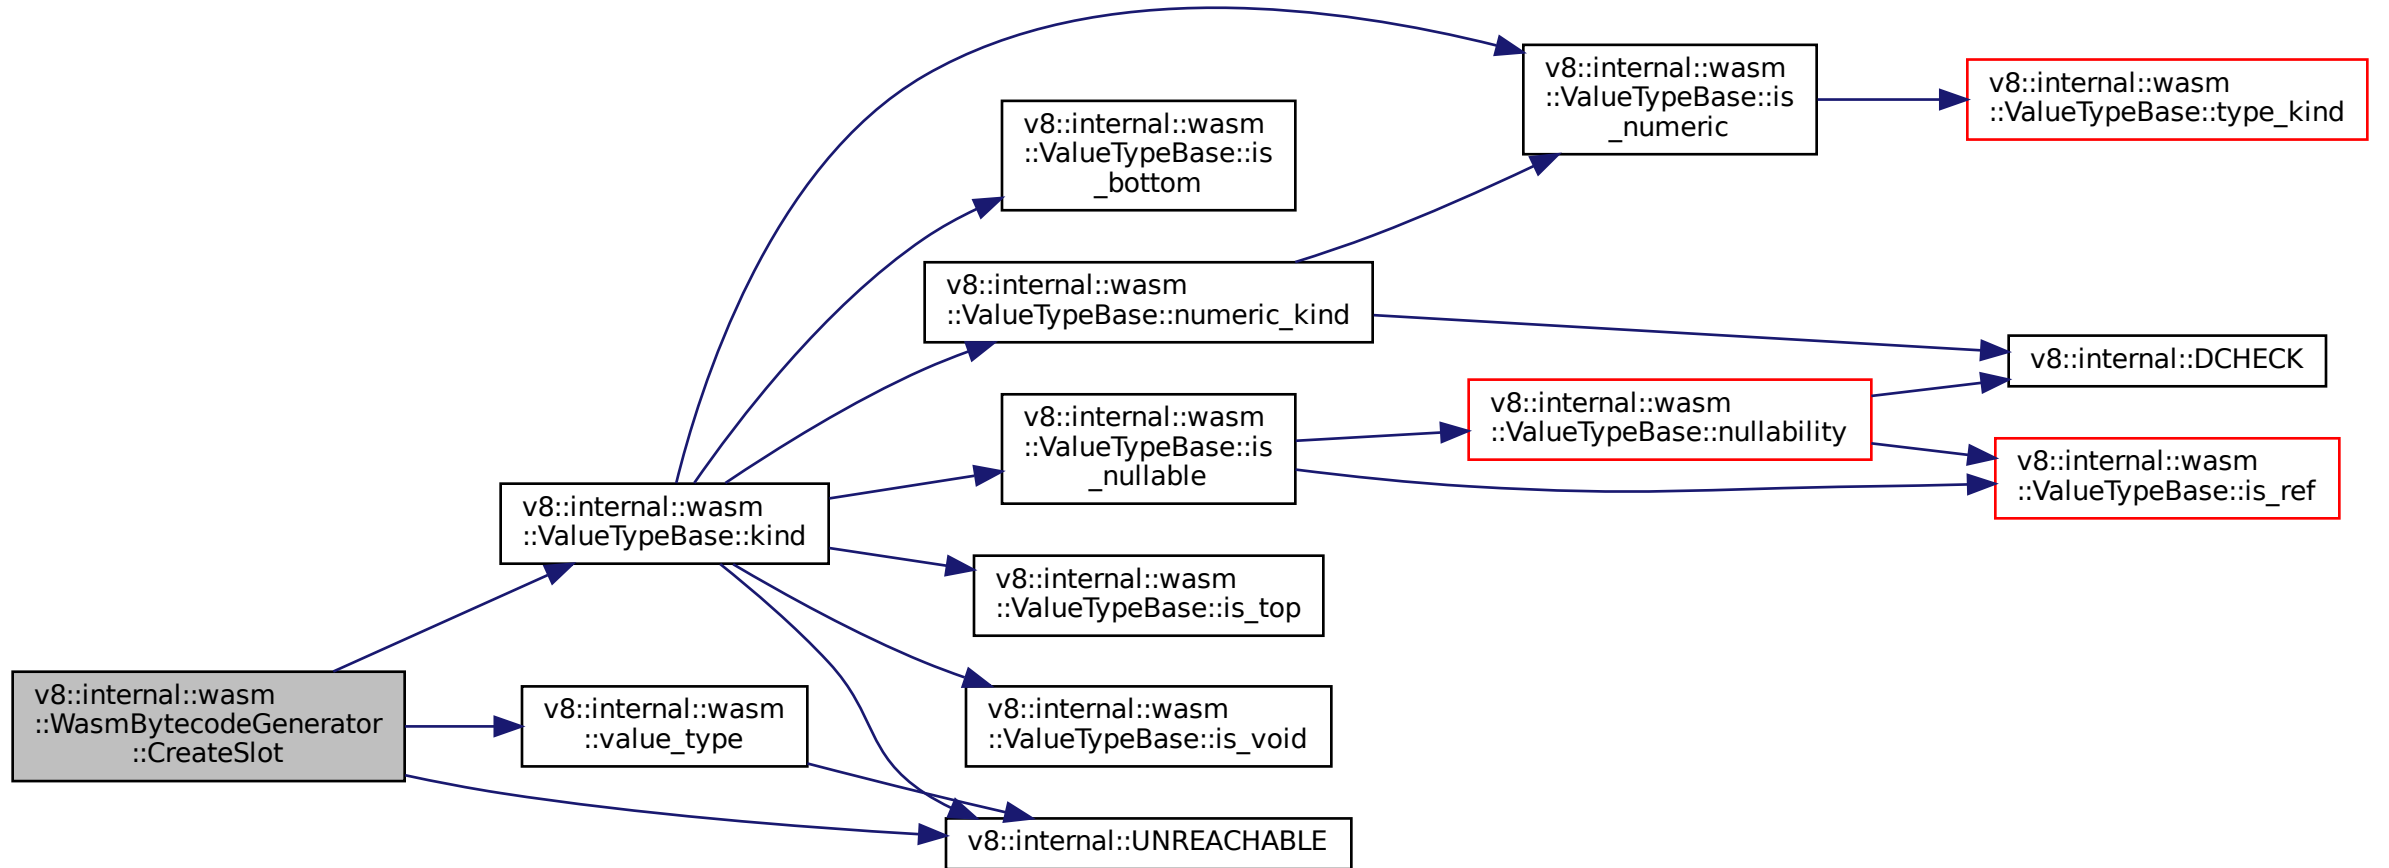 v8::internal::wasm
::WasmBytecodeGenerator
::CreateSlot
v8::internal::wasm
::ValueTypeBase::kind
v8::internal::wasm
::value_type
v8::internal::wasm
::ValueTypeBase::is
_bottom
v8::internal::wasm
::ValueTypeBase::numeric_kind
v8::internal::wasm
::ValueTypeBase::is
_nullable
v8::internal::wasm
::ValueTypeBase::is_top
v8::internal::wasm
::ValueTypeBase::is_void
v8::internal::UNREACHABLE
v8::internal::wasm
::ValueTypeBase::is
_numeric
v8::internal::wasm
::ValueTypeBase::nullability
v8::internal::wasm
::ValueTypeBase::type_kind
v8::internal::DCHECK
v8::internal::wasm
::ValueTypeBase::is_ref